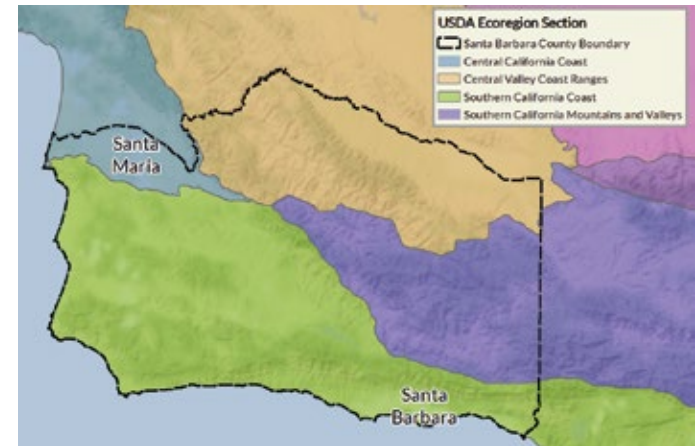 USDA Ecoregion Section
Santa Barbara County Boundary
Central California Coast
Central Valley Coast Ranges
Southern California Coast
Southern California Mountains and Valleys
Santa
Maria
Santa
Barbara